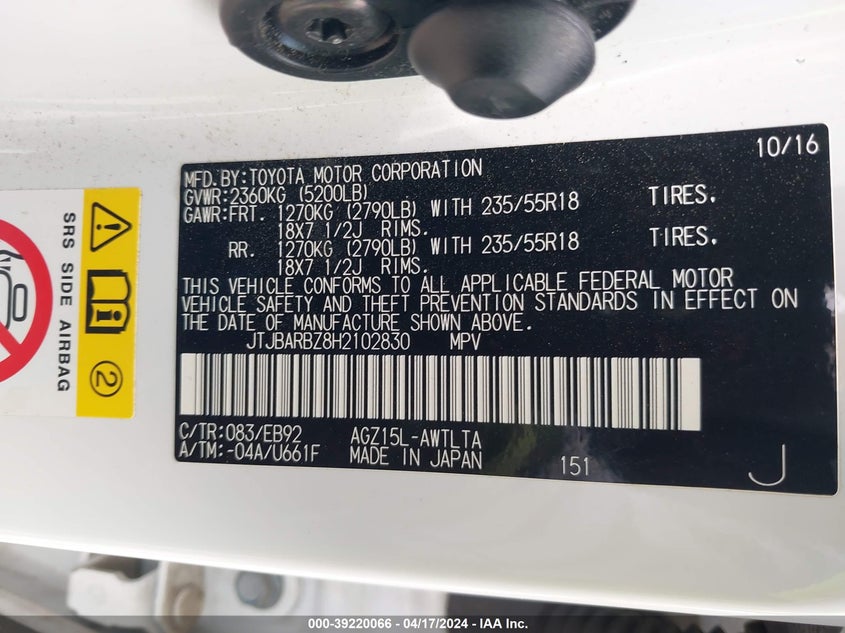 10/16
MFD.BY:TOYOTA MOTOR CORPORATION
GVWR:2360KG (5200LB)
GAWR:FRT. 1270KG (2790LB) WITH 235/55R18 TIRES.
18X7 1/2J RIMS.
RR. 1270KG (2790LB) WITH 235/55R18 TIRES.
18X7 1/2J RIMS.
THIS VEHICLE CONFORMS TO ALL APPLICABLE FEDERAL MOTOR
VEHICLE SAFETY AND THEFT PREVENTION STANDARDS IN EFFECT ON
THE DATE OF MANUFACTURE SHOWN ABOVE.
JTJBARBZ8H2102830 MPV
C/TR:083/EB92 AGZ15L-AWTLTA
A/TM:-04A/U661F MADE IN JAPAN 151 J
SRS SIDE AIRBAG
2
000-39220066 - 04/17/2024 - IAA Inc.